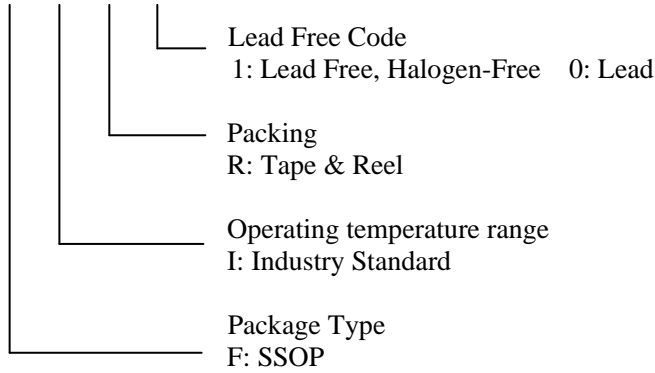 Lead Free Code
1: Lead Free, Halogen-Free 0: Lead
Packing
R: Tape & Reel
Operating temperature range
I: Industry Standard
Package Type
F: SSOP